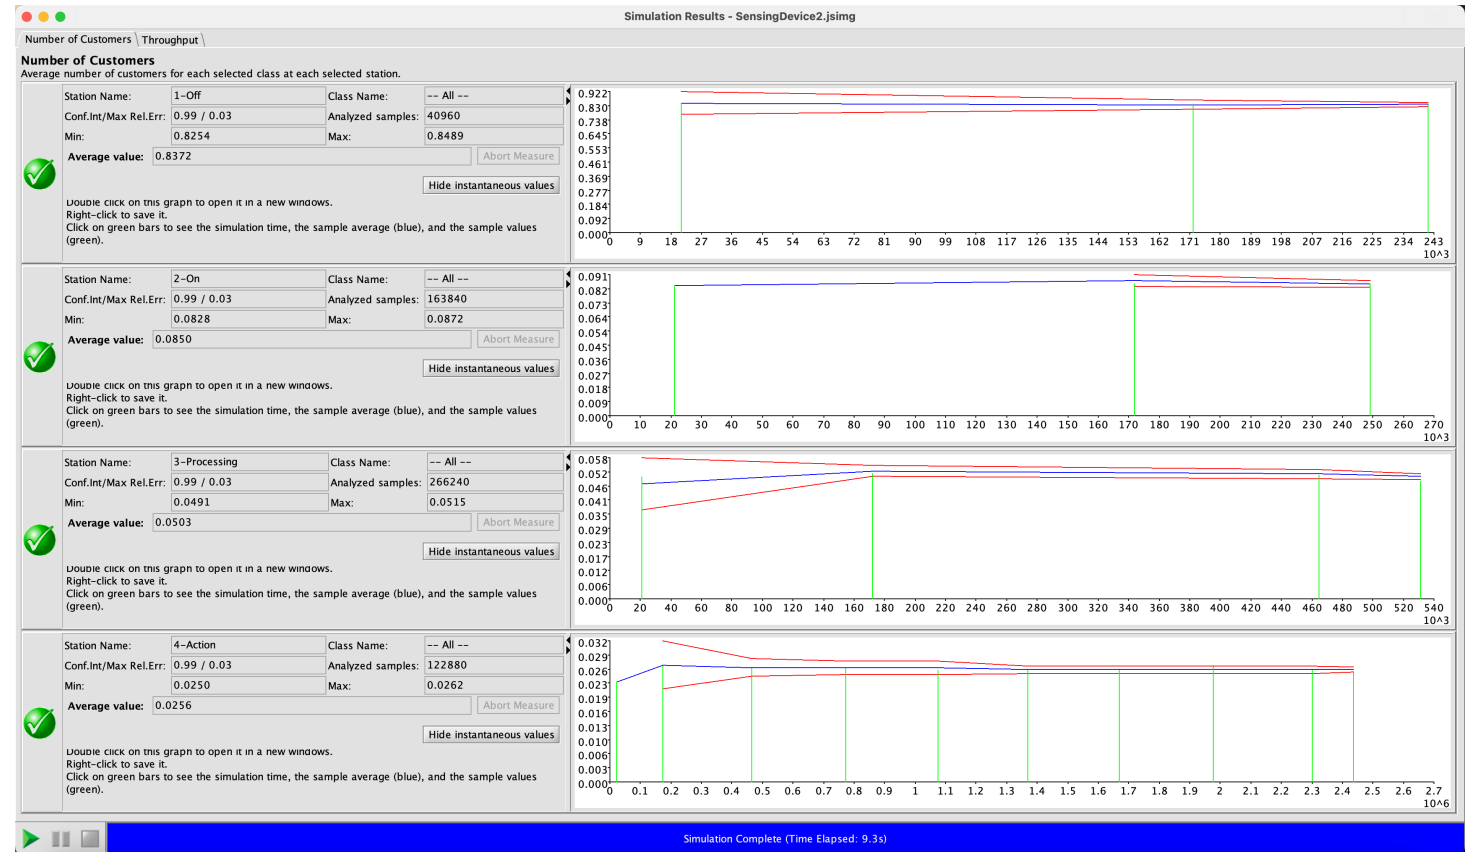 Simulation Results - SensingDevice2.jsimg
Number of Customers Throughput
Number of Customers
Average number of customers for each selected class at each selected station.
Station Name: 1-Off Class Name: -- All --
Conf.Int/Max Rel.Err: 0.99 / 0.03 Analyzed samples: 40960
Min: 0.8254 Max: 0.8489
Average value: 0.8372 Abort Measure
Hide instantaneous values
Double click on this graph to open it in a new windows.
Right-click to save it.
Click on green bars to see the simulation time, the sample average (blue), and the sample values
(green).
0.922
0.830
0.738
0.645
0.553
0.461
0.369
0.277
0.184
0.092
0.000
0 9 18 27 36 45 54 63 72 81 90 99 108 117 126 135 144 153 162 171 180 189 198 207 216 225 234 243
10^3
Station Name: 2-On Class Name: -- All --
Conf.Int/Max Rel.Err: 0.99 / 0.03 Analyzed samples: 163840
Min: 0.0828 Max: 0.0872
Average value: 0.0850 Abort Measure
Hide instantaneous values
Double click on this graph to open it in a new windows.
Right-click to save it.
Click on green bars to see the simulation time, the sample average (blue), and the sample values
(green).
0.091
0.082
0.073
0.064
0.054
0.045
0.036
0.027
0.018
0.009
0.000
0 10 20 30 40 50 60 70 80 90 100 110 120 130 140 150 160 170 180 190 200 210 220 230 240 250 260 270
10^3
Station Name: 3-Processing Class Name: -- All --
Conf.Int/Max Rel.Err: 0.99 / 0.03 Analyzed samples: 266240
Min: 0.0491 Max: 0.0515
Average value: 0.0503 Abort Measure
Hide instantaneous values
Double click on this graph to open it in a new windows.
Right-click to save it.
Click on green bars to see the simulation time, the sample average (blue), and the sample values
(green).
0.058
0.052
0.046
0.041
0.035
0.029
0.023
0.017
0.012
0.006
0.000
0 20 40 60 80 100 120 140 160 180 200 220 240 260 280 300 320 340 360 380 400 420 440 460 480 500 520 540
10^3
Station Name: 4-Action Class Name: -- All --
Conf.Int/Max Rel.Err: 0.99 / 0.03 Analyzed samples: 122880
Min: 0.0250 Max: 0.0262
Average value: 0.0256 Abort Measure
Hide instantaneous values
Double click on this graph to open it in a new windows.
Right-click to save it.
Click on green bars to see the simulation time, the sample average (blue), and the sample values
(green).
0.032
0.029
0.026
0.023
0.019
0.016
0.013
0.010
0.006
0.003
0.000
0 0.1 0.2 0.3 0.4 0.5 0.6 0.7 0.8 0.9 1 1.1 1.2 1.3 1.4 1.5 1.6 1.7 1.8 1.9 2 2.1 2.2 2.3 2.4 2.5 2.6 2.7
10^6
Simulation Complete (Time Elapsed: 9.3s)